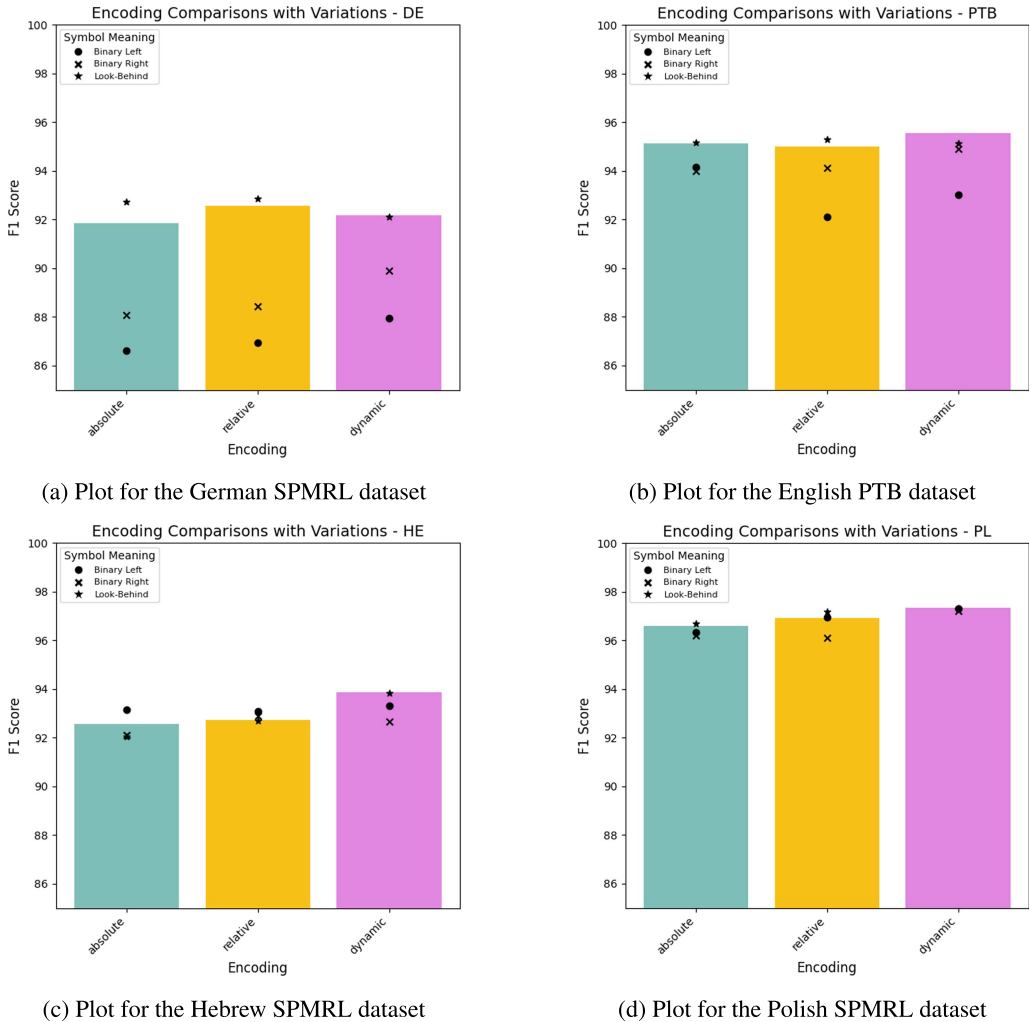 Encoding Comparisons with Variations - DE
Symbol Meaning
Binary Left
Binary Right
Look-Behind
F1 Score
100
98
96
94
92
90
88
86
absolute
relative
dynamic
Encoding
(a) Plot for the German SPMRL dataset
Encoding Comparisons with Variations - PTB
Symbol Meaning
Binary Left
Binary Right
Look-Behind
F1 Score
100
98
96
94
92
90
88
86
absolute
relative
dynamic
Encoding
(b) Plot for the English PTB dataset
Encoding Comparisons with Variations - HE
Symbol Meaning
Binary Left
Binary Right
Look-Behind
F1 Score
100
98
96
94
92
90
88
86
absolute
relative
dynamic
Encoding
(c) Plot for the Hebrew SPMRL dataset
Encoding Comparisons with Variations - PL
Symbol Meaning
Binary Left
Binary Right
Look-Behind
F1 Score
100
98
96
94
92
90
88
86
absolute
relative
dynamic
Encoding
(d) Plot for the Polish SPMRL dataset